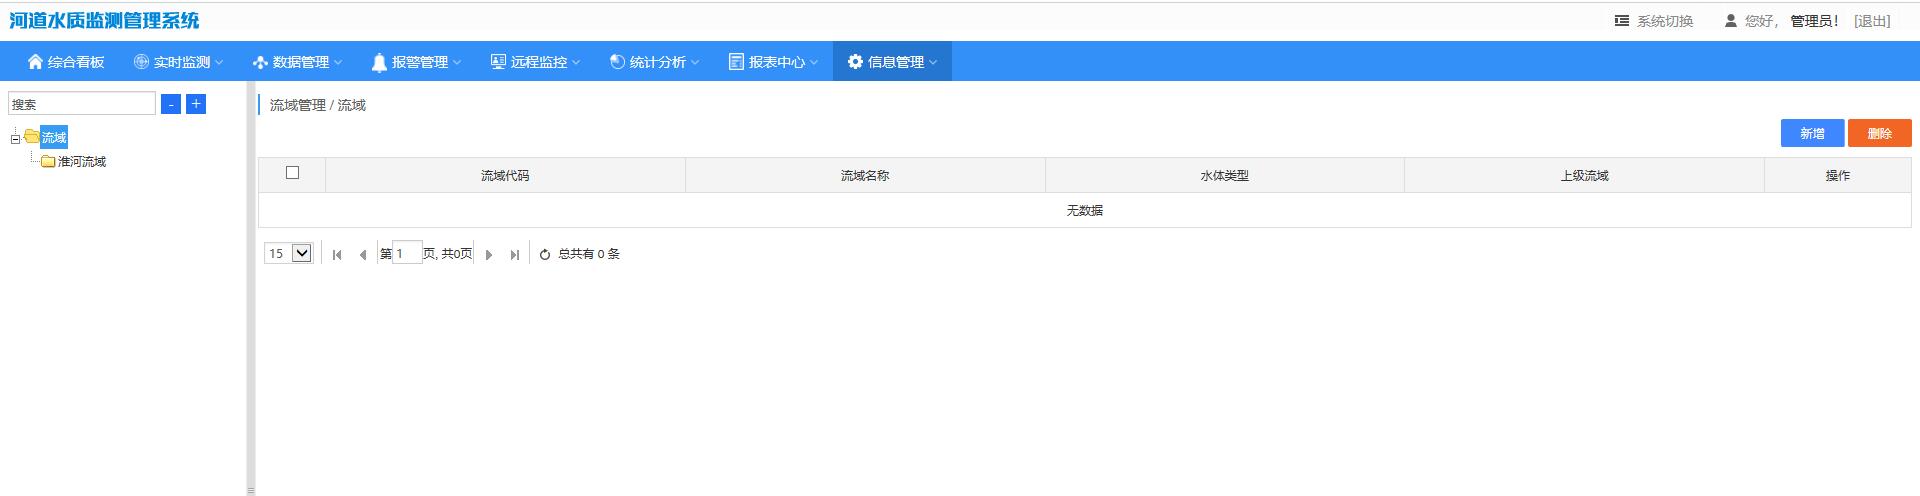 河道水质监测管理系统
系统切换 您好， 管理员！ [退出]
综合看板 实时监测 数据管理 报警管理 远程监控 统计分析 报表中心 信息管理
搜索 - +
流域管理 / 流域
新增 删除
流域
淮河流域
流域代码 流域名称 水体类型 上级流域 操作
无数据
15 第 1 页, 共0页 总共有 0 条